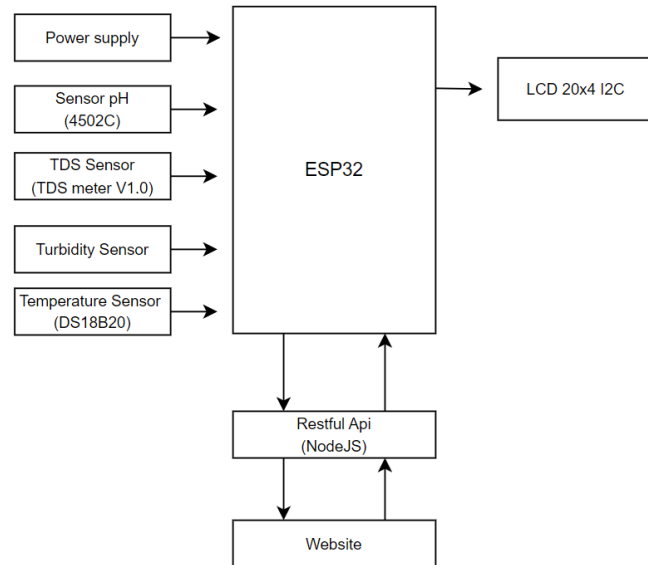 Power supply
Sensor pH
(4502C)
TDS Sensor
(TDS meter V1.0)
Turbidity Sensor
Temperature Sensor
(DS18B20)
ESP32
LCD 20x4 I2C
Restful Api
(NodeJS)
Website